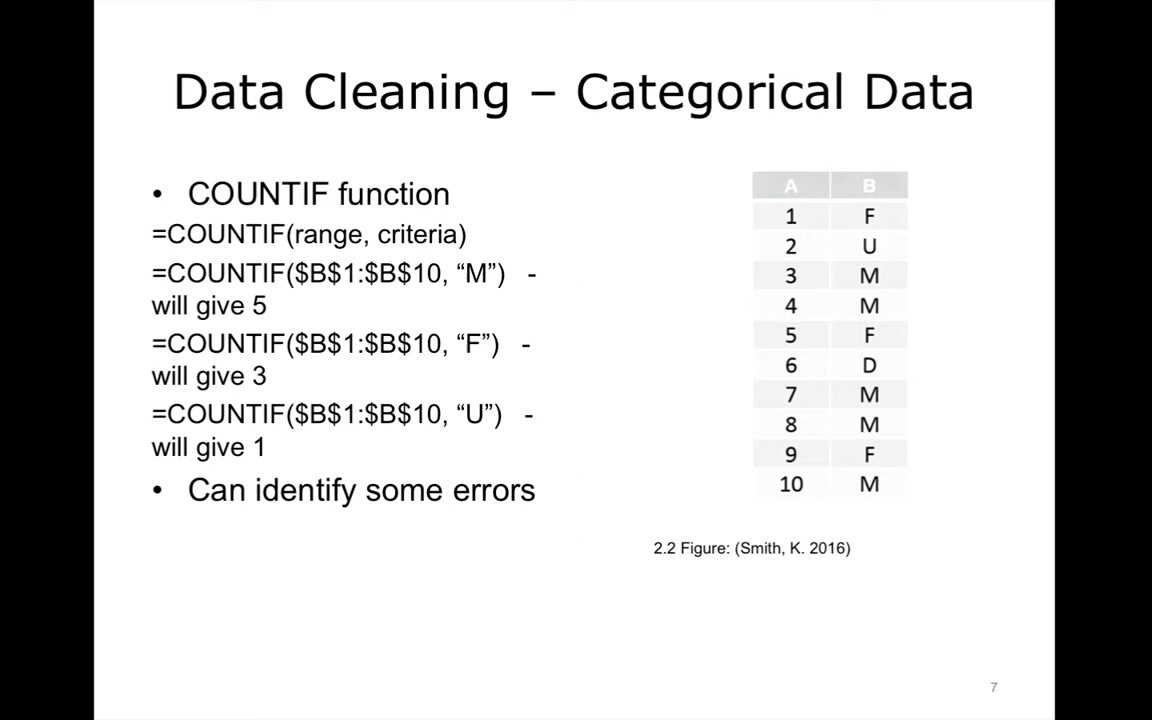 Data Cleaning – Categorical Data
• COUNTIF function
=COUNTIF(range, criteria)
=COUNTIF($B$1:$B$10, “M”) -
will give 5
=COUNTIF($B$1:$B$10, “F”) -
will give 3
=COUNTIF($B$1:$B$10, “U”) -
will give 1
• Can identify some errors
A B
1 F
2 U
3 M
4 M
5 F
6 D
7 M
8 M
9 F
10 M
2.2 Figure: (Smith, K. 2016)
7